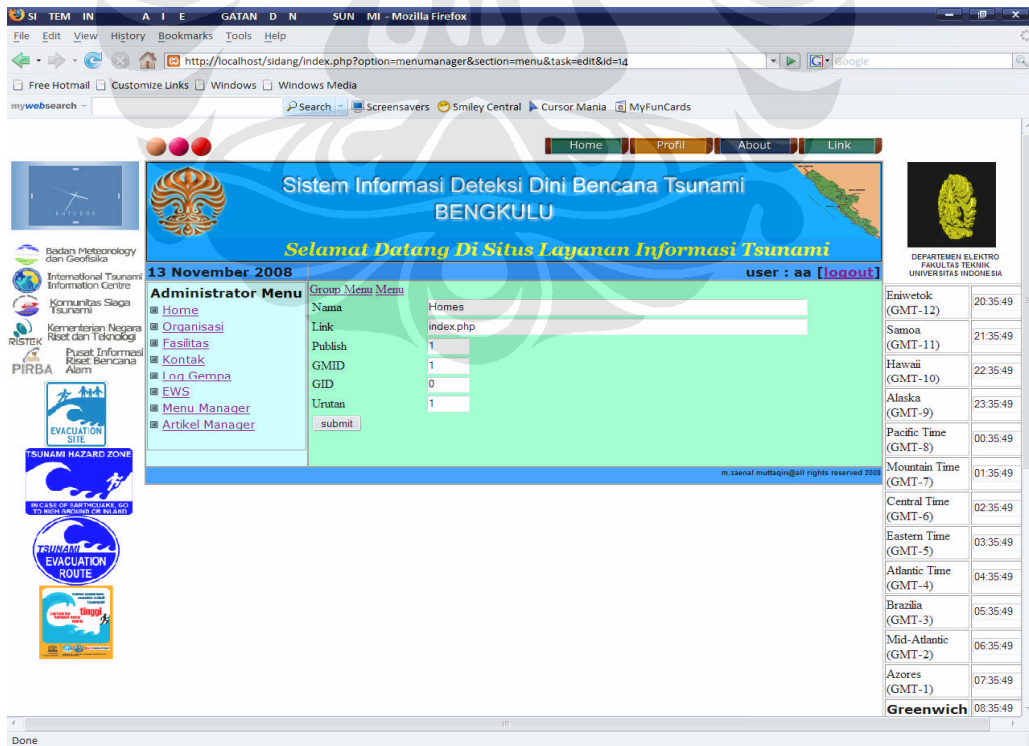 SI TEM IN A I E GATAN D N SUN MI - Mozilla Firefox
File Edit View History Bookmarks Tools Help
http://localhost/sidang/index.php?option=menumanager&section=menu&task=edit&id=14
Google
Free Hotmail Customize Links Windows Windows Media
mywebsearch Search Screensavers Smiley Central Cursor Mania MyFunCards
Home Profil About Link
Sistem Informasi Deteksi Dini Bencana Tsunami
BENGKULU
Selamat Datang Di Situs Layanan Informasi Tsunami
13 November 2008
user : aa [logout]
Badan Meteorology
dan Geofisika
International Tsunami
Information Centre
Komunitas Siaga
Tsunami
RISTEK
Kementerian Negara
Riset dan Teknologi
PIRBA
Pusat Informasi
Riset Bencana
Alam
EVACUATION
SITE
TSUNAMI HAZARD ZONE
IN CASE OF EARTHQUAKE, GO
TO HIGH GROUND OR INLAND
TSUNAMI
EVACUATION
ROUTE
tinggi
Administrator Menu
Home
Organisasi
Fasilitas
Kontak
Log Gempa
EWS
Menu Manager
Artikel Manager
Group Menu Menu
Nama Homes
Link index.php
Publish 1
GMID 1
GID 0
Urutan 1
submit
m.zaenal muttaqin@all rights reserved 2008
DEPARTEMEN ELEKTRO
FAKULTAS TEKNIK
UNIVERSITAS INDONESIA
Eniwetok
(GMT-12) 20:35:49
Samoa
(GMT-11) 21:35:49
Hawaii
(GMT-10) 22:35:49
Alaska
(GMT-9) 23:35:49
Pacific Time
(GMT-8) 00:35:49
Mountain Time
(GMT-7) 01:35:49
Central Time
(GMT-6) 02:35:49
Eastern Time
(GMT-5) 03:35:49
Atlantic Time
(GMT-4) 04:35:49
Brazilia
(GMT-3) 05:35:49
Mid-Atlantic
(GMT-2) 06:35:49
Azores
(GMT-1) 07:35:49
Greenwich 08:35:49
Done